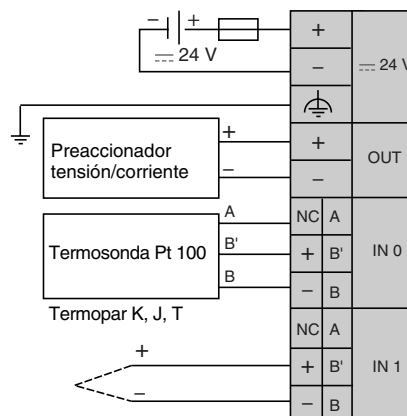 − + +
⎓ 24 V
− ⎓ 24 V
Preaccionador
tensión/corriente
+ +
− −
OUT
A NC A
Termosonda Pt 100
B' + B' IN 0
B − B
Termopar K, J, T
NC A
+ + B' IN 1
− − B